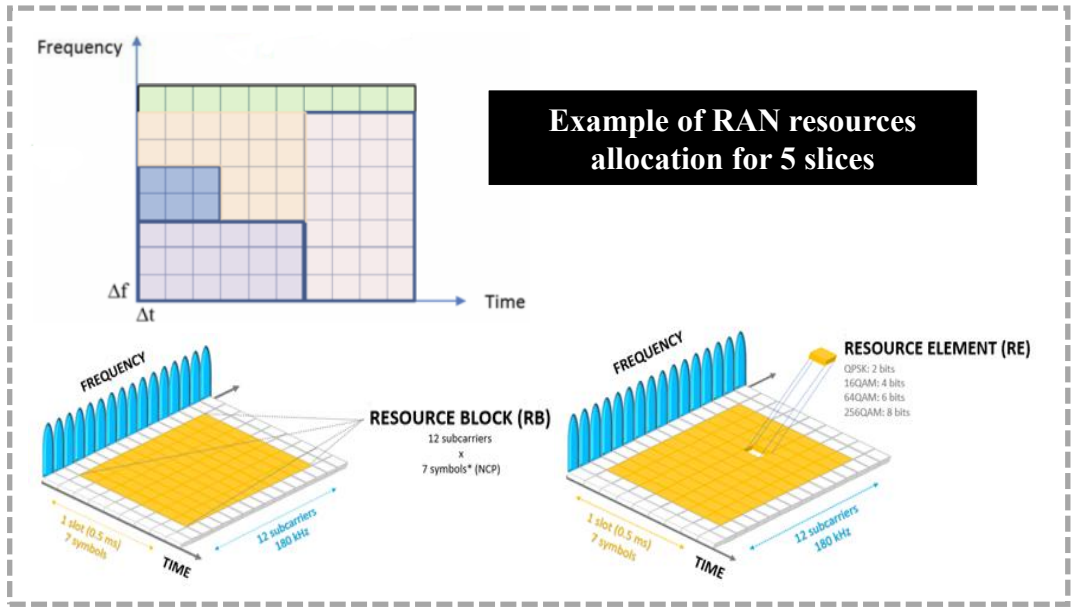 Frequency
Example of RAN resources
allocation for 5 slices
Δf
Δt
Time
FREQUENCY
RESOURCE BLOCK (RB)
12 subcarriers
x
7 symbols* (NCP)
1 slot (0.5 ms)
7 symbols
TIME
12 subcarriers
180 kHz
FREQUENCY
RESOURCE ELEMENT (RE)
QPSK: 2 bits
16QAM: 4 bits
64QAM: 6 bits
256QAM: 8 bits
1 slot (0.5 ms)
7 symbols
TIME
12 subcarriers
180 kHz